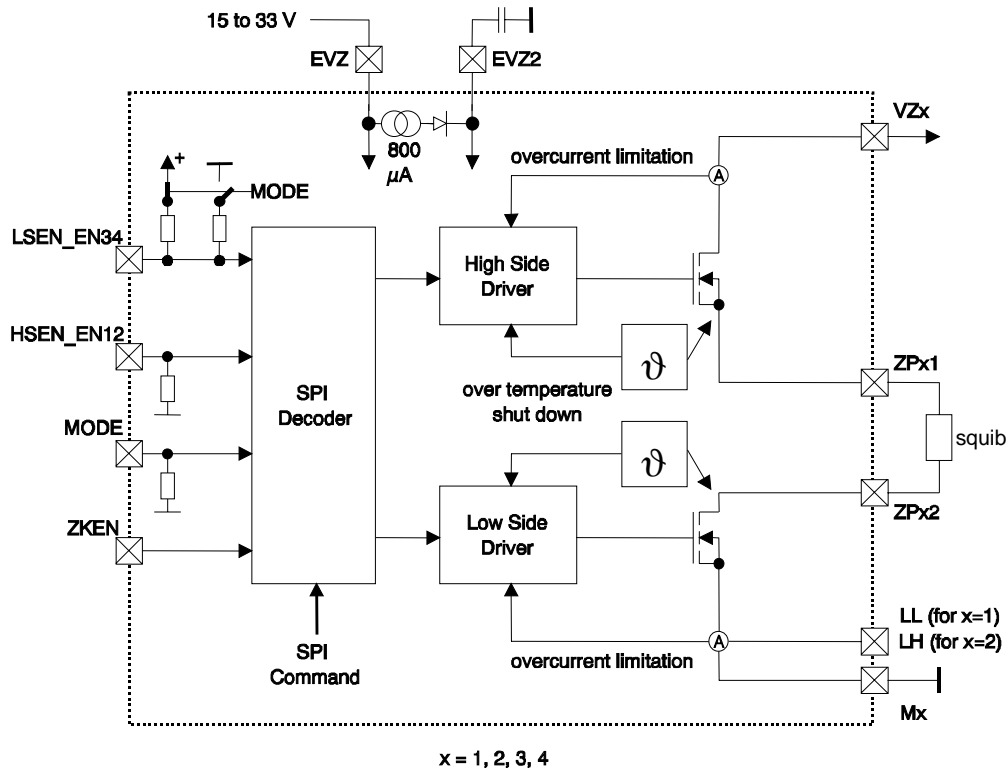 15 to 33 V
EVZ
EVZ2
VZx
800
µA
overcurrent limitation
A
+
MODE
LSEN_EN34
High Side
Driver
HSEN_EN12
ϑ
ZPx1
over temperature
shut down
SPI
Decoder
squib
MODE
ϑ
ZPx2
ZKEN
Low Side
Driver
LL (for x=1)
LH (for x=2)
A
overcurrent limitation
SPI
Command
Mx
x = 1, 2, 3, 4